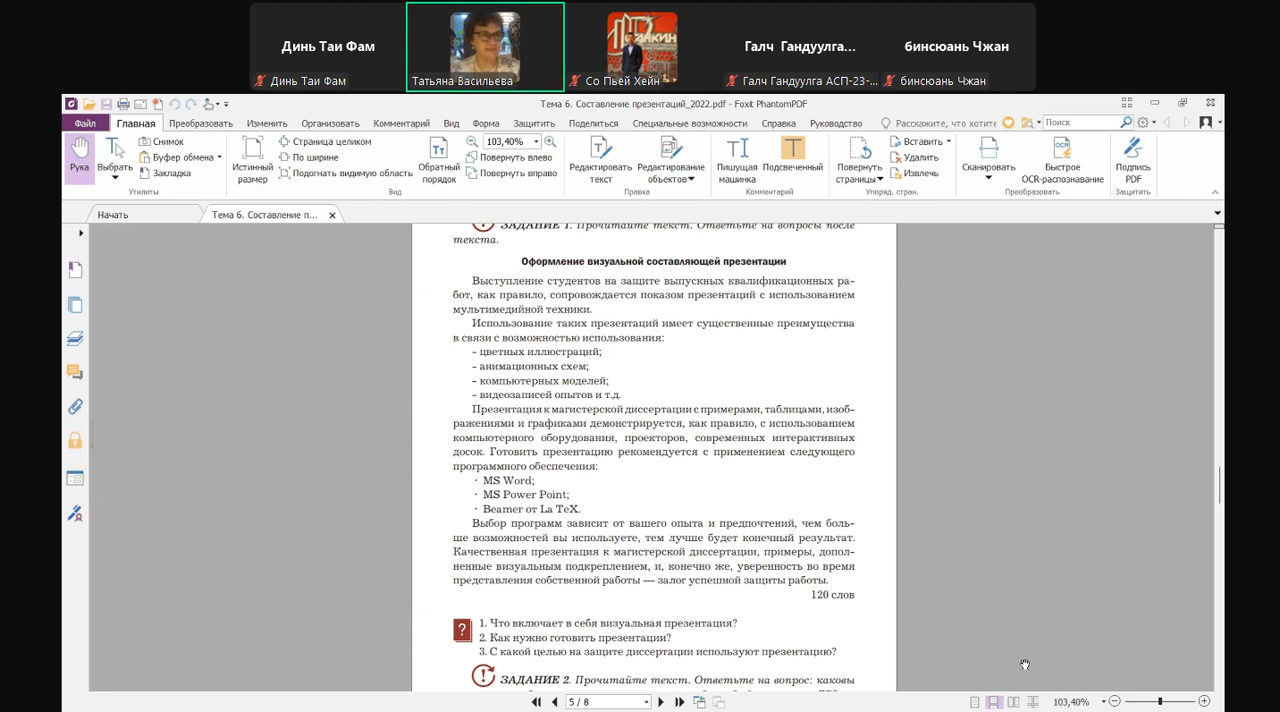 Динь Таи Фам
Динь Таи Фам
Татьяна Васильева
Со Пьей Хейн
Галч Гандуулга...
Галч Гандуулга АСП-23-...
бинсюань Чжан
бинсюань Чжан
Тема 6. Составление презентаций_2022.pdf - Foxit PhantomPDF
Файл Главная Преобразовать Изменить Организовать Комментарий Вид Форма Защитить Поделиться Специальные возможности Справка Руководство Расскажите, что хотите Поиск
Рука
Выбрать
Снимок
Буфер обмена
Закладка
Утилиты
Истинный размер
Страница целиком
По ширине
Подогнать видимую область
Обратный порядок
103,40%
Повернуть влево
Повернуть вправо
Вид
Редактировать текст
Редактирование объектов
Правка
Пишущая машинка
Подсвеченный
Комментарий
Повернуть страницы
Вставить
Удалить
Извлечь
Упоряд. стран.
Сканировать
Быстрое OCR-распознавание
Преобразовать
Подпись PDF
Защитить
Начать
Тема 6. Составление п...
ЗАДАНИЕ 1. Прочитайте текст. Ответьте на вопросы после
текста.
Оформление визуальной составляющей презентации
Выступление студентов на защите выпускных квалификационных ра-
бот, как правило, сопровождается показом презентаций с использованием
мультимедийной техники.
Использование таких презентаций имеет существенные преимущества
в связи с возможностью использования:
- цветных иллюстраций;
- анимационных схем;
- компьютерных моделей;
- видеозаписей опытов и т.д.
Презентация к магистерской диссертации с примерами, таблицами, изоб-
ражениями и графиками демонстрируется, как правило, с использованием
компьютерного оборудования, проекторов, современных интерактивных
досок. Готовить презентацию рекомендуется с применением следующего
программного обеспечения:
· MS Word;
· MS Power Point;
· Beamer от La TeX.
Выбор программ зависит от вашего опыта и предпочтений, чем боль-
ше возможностей вы используете, тем лучше будет конечный результат.
Качественная презентация к магистерской диссертации, примеры, допол-
ненные визуальным подкреплением, и, конечно же, уверенность во время
представления собственной работы — залог успешной защиты работы.
120 слов
?
1. Что включает в себя визуальная презентация?
2. Как нужно готовить презентации?
3. С какой целью на защите диссертации используют презентацию?
ЗАДАНИЕ 2. Прочитайте текст. Ответьте на вопрос: каковы
5 / 8
103,40%